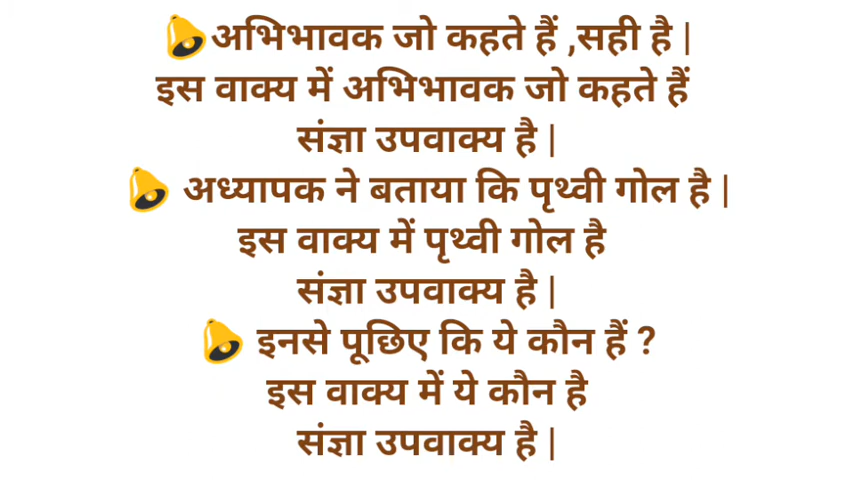 अभिभावक जो कहते हैं ,सही है |
इस वाक्य में अभिभावक जो कहते हैं
संज्ञा उपवाक्य है |
अध्यापक ने बताया कि पृथ्वी गोल है |
इस वाक्य में पृथ्वी गोल है
संज्ञा उपवाक्य है |
इनसे पूछिए कि ये कौन हैं ?
इस वाक्य में ये कौन है
संज्ञा उपवाक्य है |